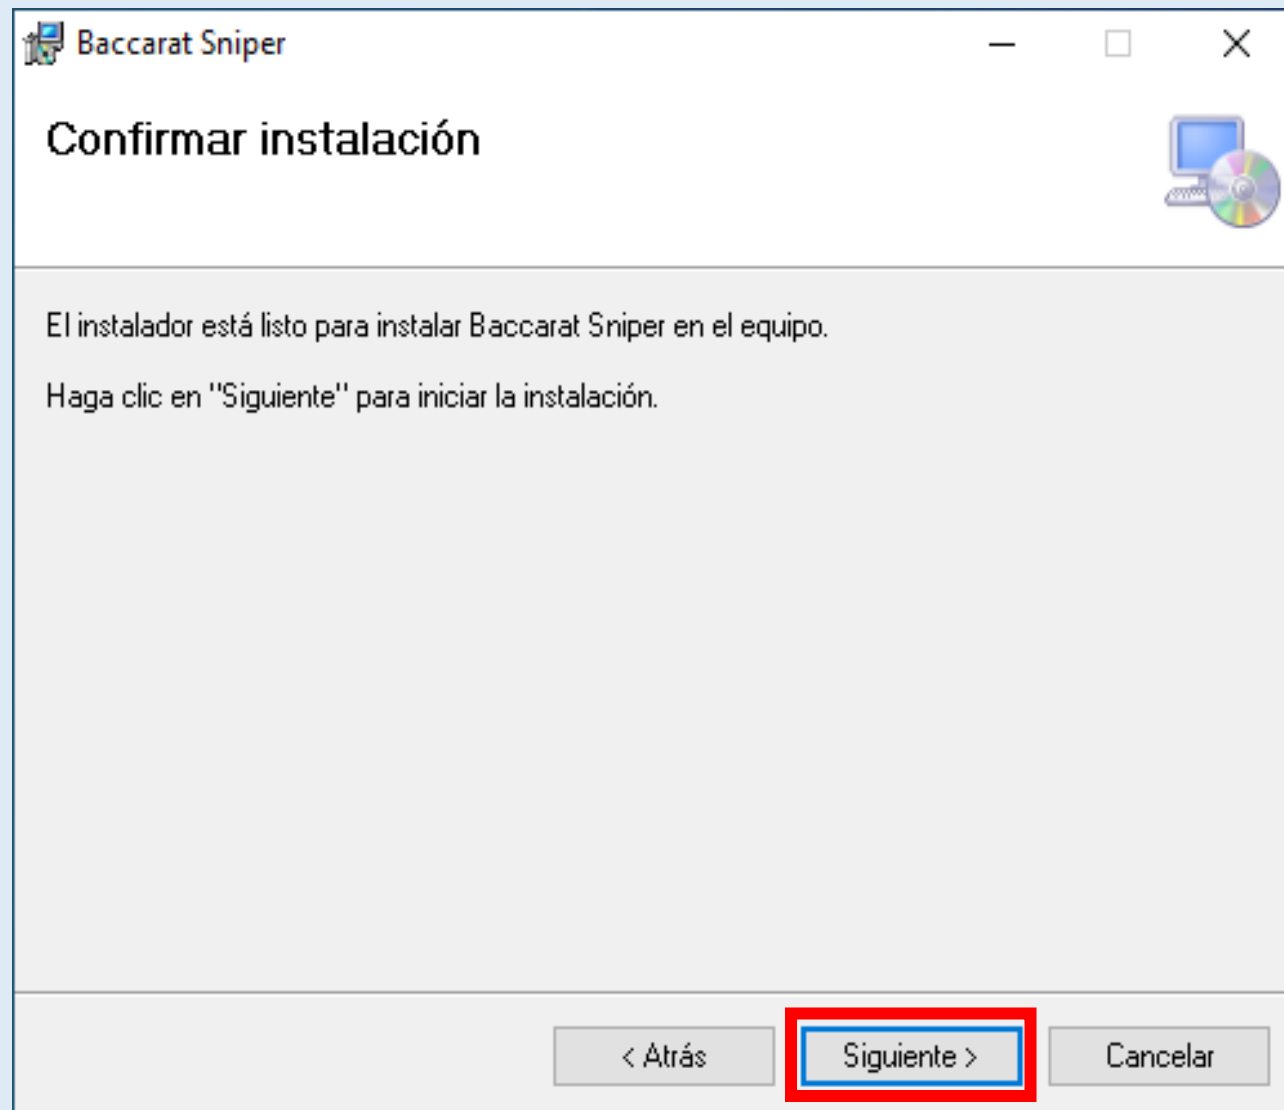 Baccarat Sniper
Confirmar instalación
El instalador está listo para instalar Baccarat Sniper en el equipo.
Haga clic en "Siguiente" para iniciar la instalación.
< Atrás
Siguiente >
Cancelar